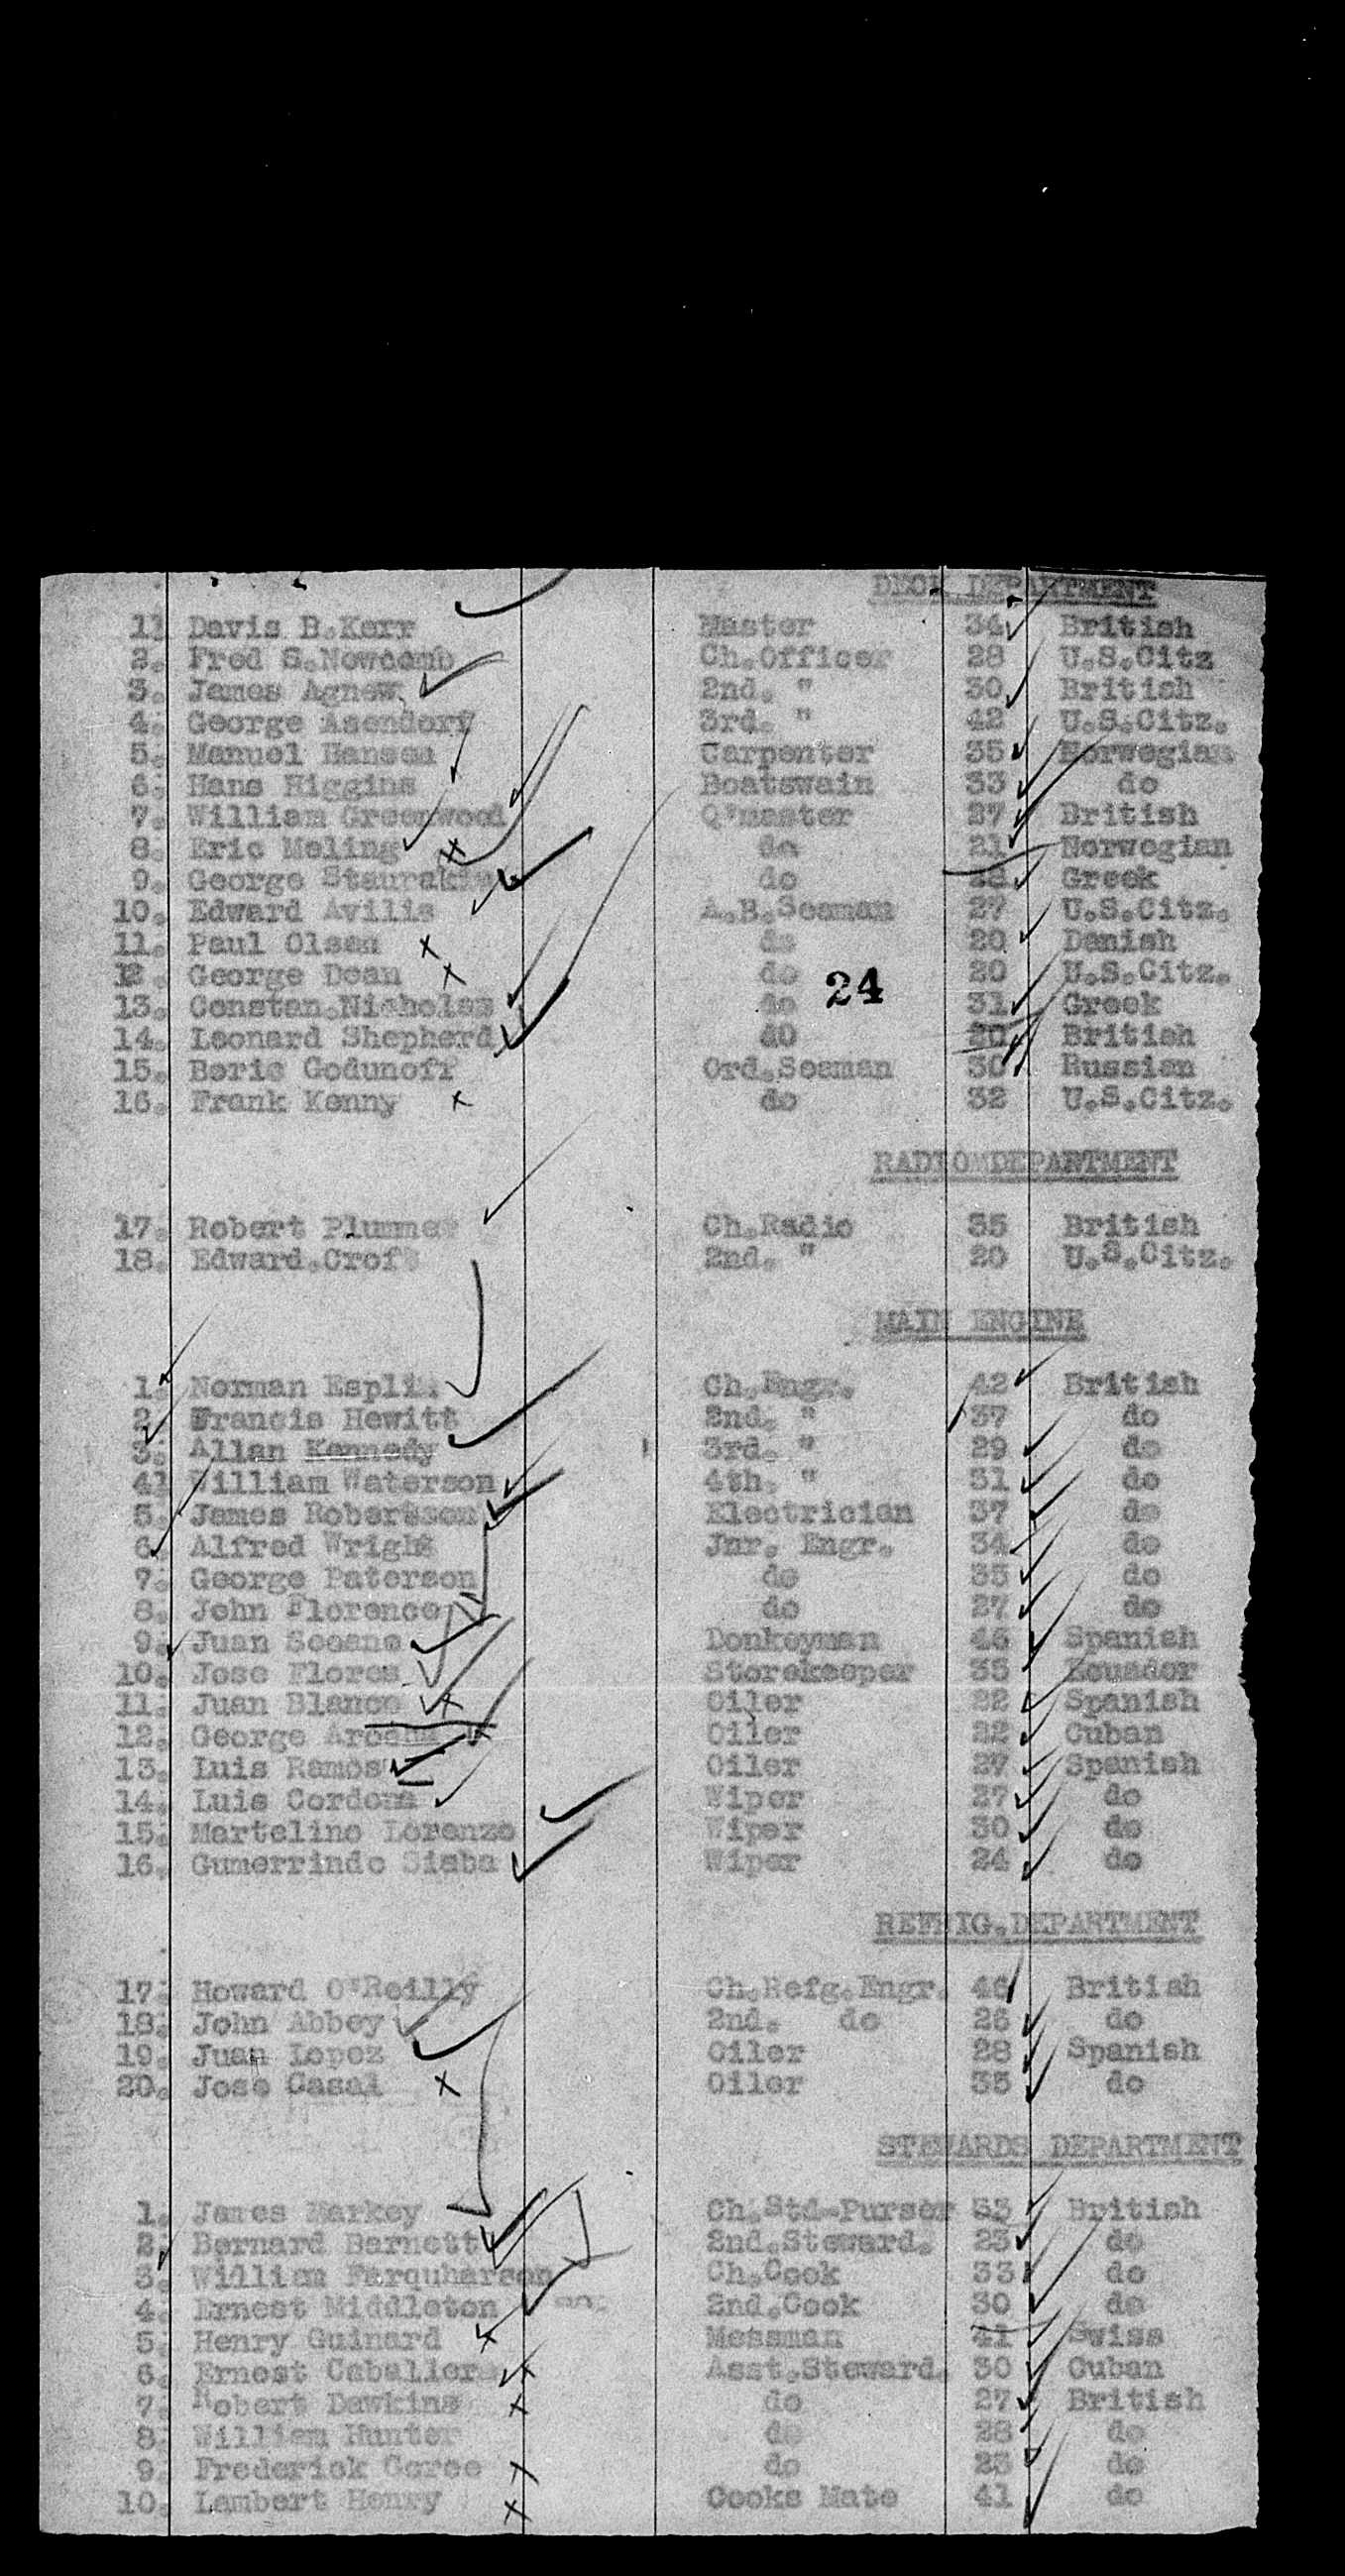 DECK DEPARTMENT
1. Davis B.Kerr Master 34 British
2. Fred S.Newcomb Ch.Officer 28 U.S.Citz
3. James Agnew 2nd. " 30 British
4. George Asendorf 3rd. " 42 U.S.Citz.
5. Manuel Hansen Carpenter 35 Norwegian
6. Hans Higgins Boatswain 33 do
7. William Greenwood Q'master 27 British
8. Eric Meling do 21 Norwegian
9. George do Greek
10. Edward Avilis A.B.Seaman 27 U.S.Citz.
11. Paul Olsen do 20 Danish
12. George Dean do 20 U.S.Citz.
24
13. Constan.Nicholas do 31 Greek
14. Leonard Shepherd dO 20 British
15. Boris Godunoff Ord.Seaman 30 Russian
16. Frank Kenny do 32 U.S.Citz.
RADIOMDEPARTMENT
17. Robert Plummer Ch.Radio 35 British
18. Edward.Croft 2nd. " 20 U.S.Citz.
MAIN ENGINE
1. Norman Esplin Ch.Engr. 42 British
2. Francis Hewitt 2nd. " 37 do
3. Allan Kennedy 3rd. " 29 do
4. William Waterson 4th. " 31 do
5. James Robertson Electrician 37 do
6. Alfred Wright Jnr. Engr. 34 do
7. George Paterson do 35 do
8. John Florence do 27 do
9. Juan Seoane Donkeyman 46 Spanish
10. Jose Flores Storekeeper 35 Ecuador
11. Juan Blanco Oiler 22 Spanish
12. George Oiler 22 Cuban
13. Luis Ramos Oiler 27 Spanish
14. Luis Cordoma Wiper 27 do
15. Martelino Lorenzo Wiper 30 do
16. Gumerrindo Siaba Wiper 24 do
REFRIG.DEPARTMENT
17. Howard O'Reilly Ch.Refg.Engr. 46 British
18. John Abbey 2nd. do 26 do
19. Juan Lopez Oiler 28 Spanish
20. Jose Casal Oiler 35 do
STEWARDS DEPARTMENT
1. James Markey Ch.Std-Purser 53 British
2. Bernard Barnett 2nd.Steward. 23 do
3. William Farquharson Ch.Cook 33 do
4. Ernest Middleton 2nd.Cook 30 do
5. Henry Guinard Messman 41 Swiss
6. Ernest Caballero Asst.Steward. 30 Cuban
7. Robert Dawkins do 27 British
8. William Hunter do 28 do
9. Frederick Goree do 23 do
10. Lambert Henry Cooks Mate 41 do